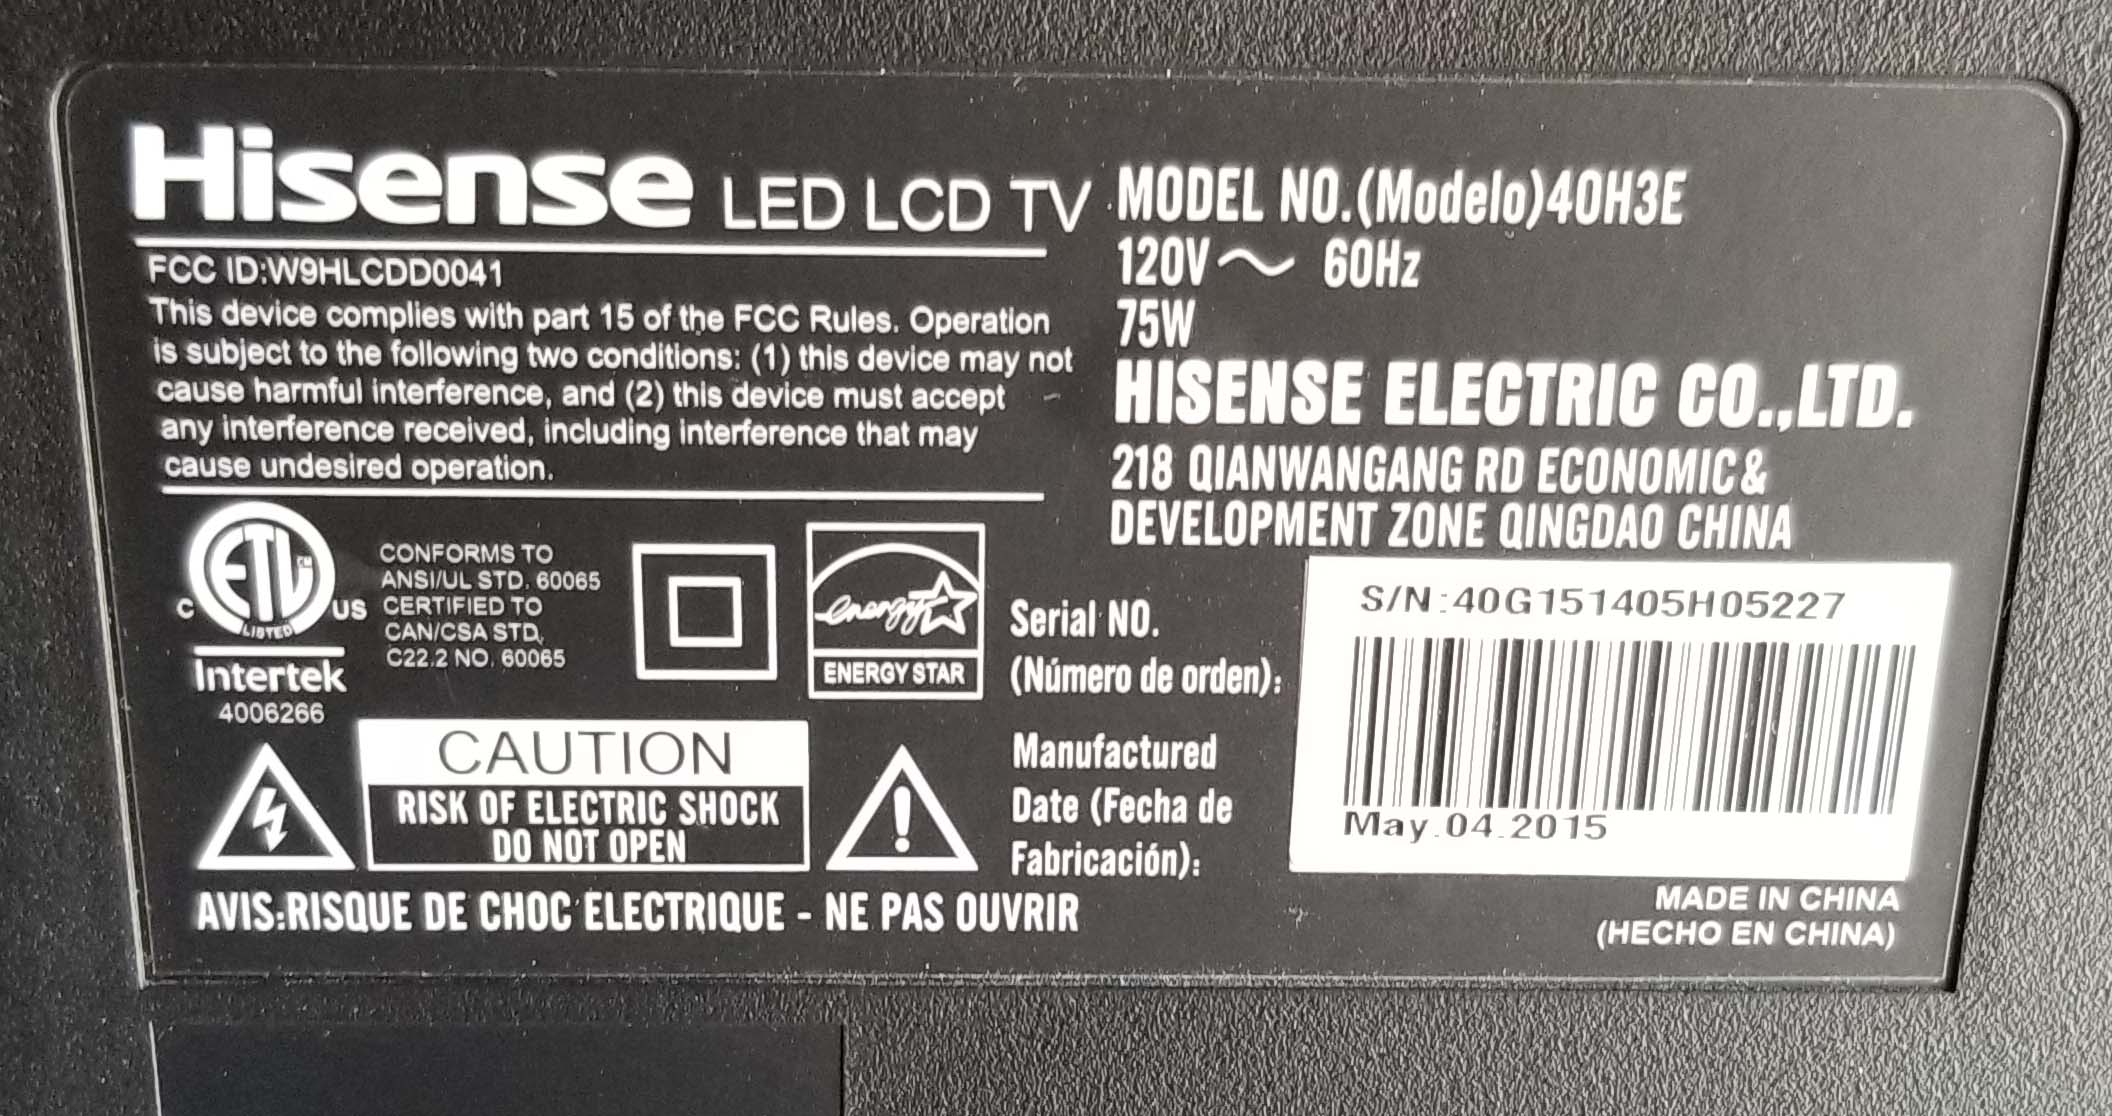 Hisense LED LCD TV
FCC ID:W9HLCDD0041
This device complies with part 15 of the FCC Rules. Operation
is subject to the following two conditions: (1) this device may not
cause harmful interference, and (2) this device must accept
any interference received, including interference that may
cause undesired operation.
MODEL NO.(Modelo)40H3E
120V～ 60Hz
75W
HISENSE ELECTRIC CO.,LTD.
218 QIANWANGANG RD ECONOMIC&
DEVELOPMENT ZONE QINGDAO CHINA
ETL CM
LISTED
C US
Intertek
4006266
CONFORMS TO
ANSI/UL STD. 60065
CERTIFIED TO
CAN/CSA STD.
C22.2 NO. 60065
energy
ENERGY STAR
Serial NO.
(Número de orden):
S/N:40G151405H05227
Manufactured
Date (Fecha de
Fabricación):
May.04.2015
CAUTION
RISK OF ELECTRIC SHOCK
DO NOT OPEN
AVIS:RISQUE DE CHOC ÉLECTRIQUE - NE PAS OUVRIR
MADE IN CHINA
(HECHO EN CHINA)